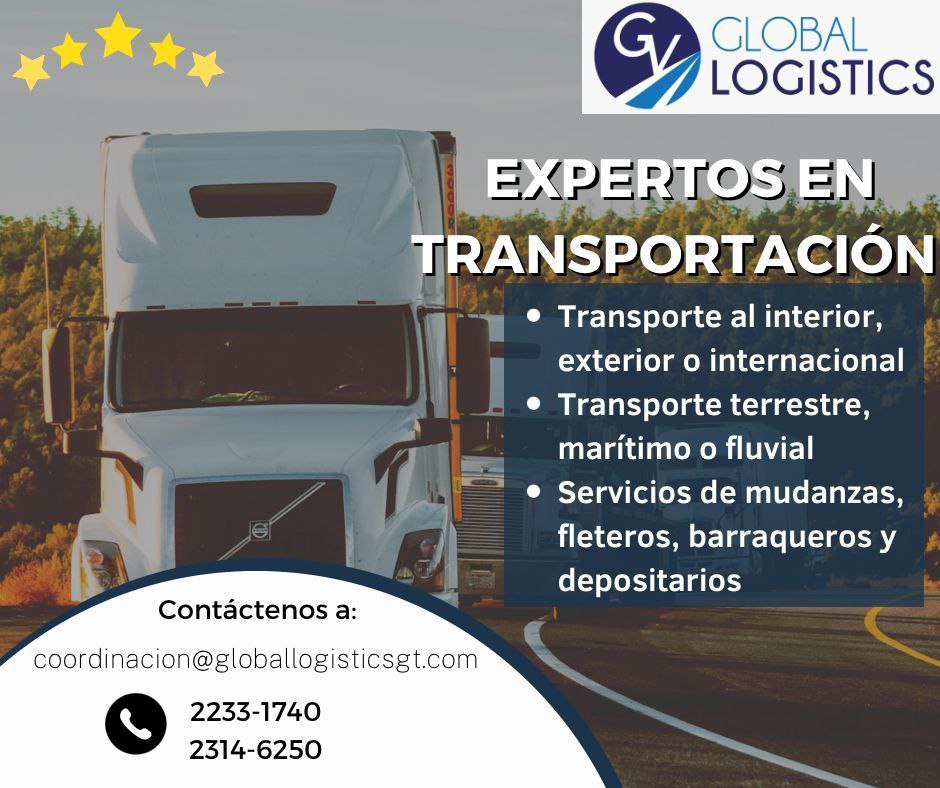 GV GLOBAL
LOGISTICS
EXPERTOS EN
TRANSPORTACIÓN
• Transporte al interior,
exterior o internacional
• Transporte terrestre,
marítimo o fluvial
• Servicios de mudanzas,
fleteros, barraqueros y
depositarios
Contáctenos a:
coordinacion@globallogisticsgt.com
2233-1740
2314-6250